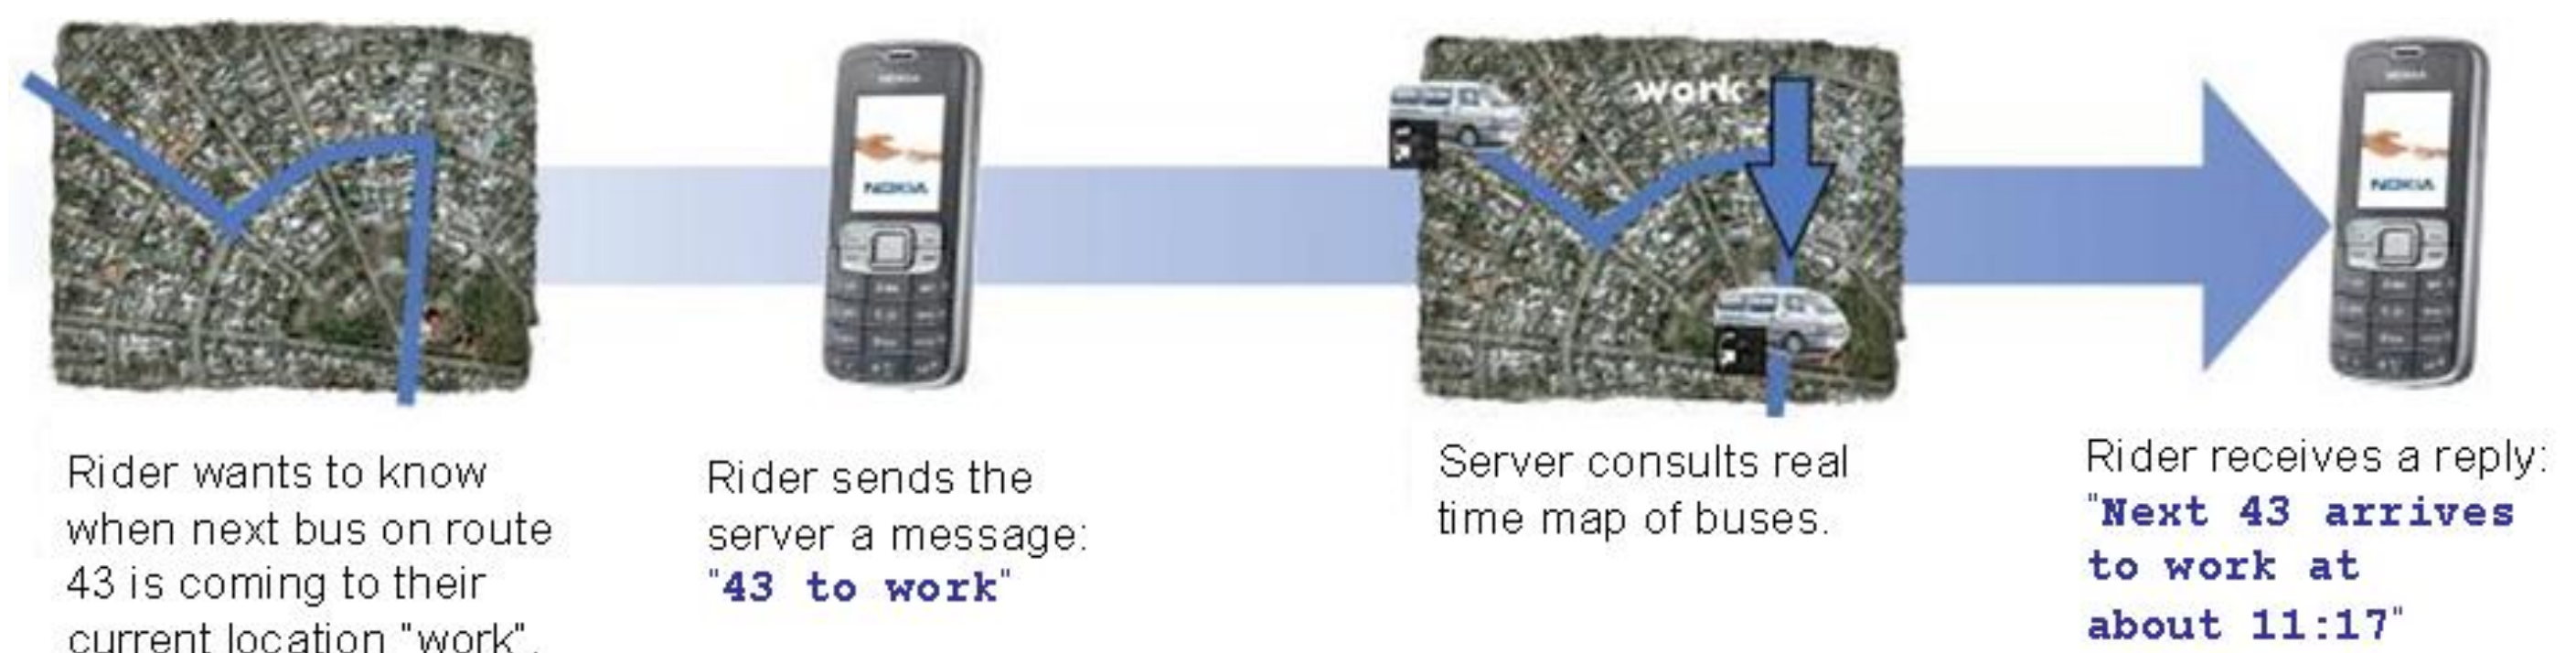 work
NOKIA
NOKIA
Rider wants to know
when next bus on route
43 is coming to their
current location "work".
Rider sends the
server a message:
"43 to work"
Server consults real
time map of buses.
Rider receives a reply:
"Next 43 arrives
to work at
about 11:17"